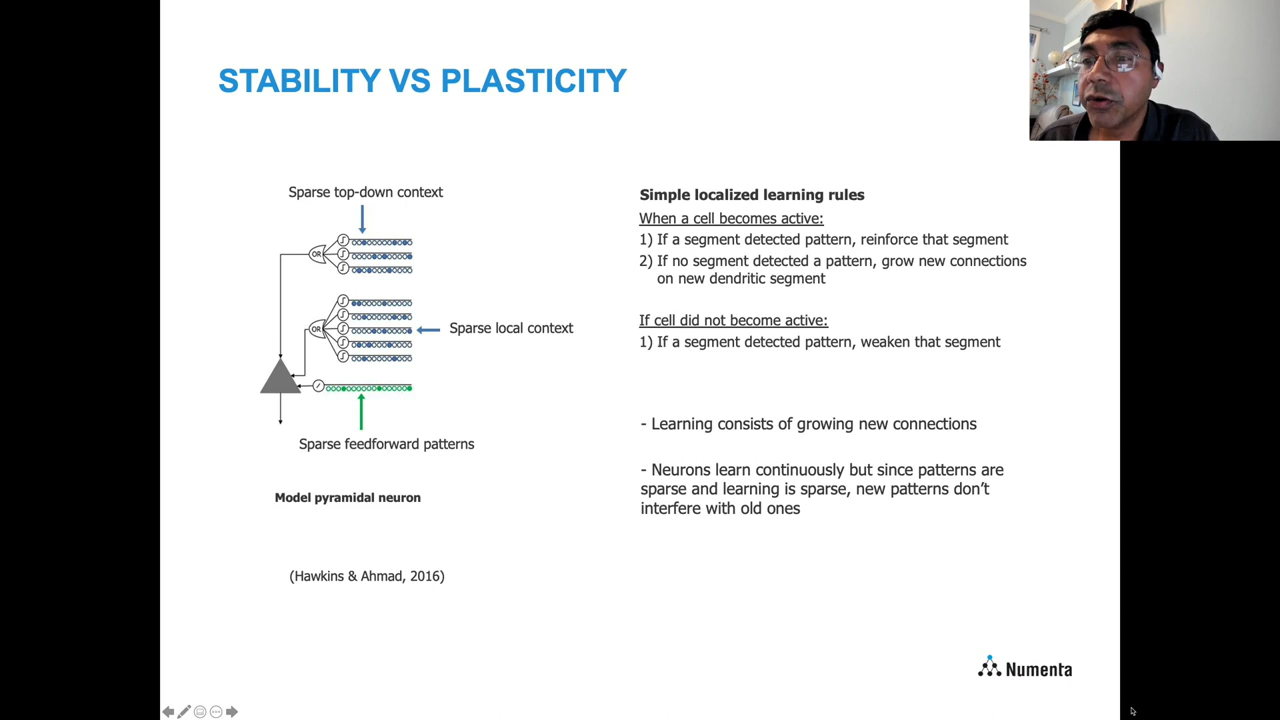 STABILITY VS PLASTICITY
Sparse top-down context
OR
Sparse local context
OR
Sparse feedforward patterns
Model pyramidal neuron
(Hawkins & Ahmad, 2016)
Simple localized learning rules
When a cell becomes active:
1) If a segment detected pattern, reinforce that segment
2) If no segment detected a pattern, grow new connections
on new dendritic segment
If cell did not become active:
1) If a segment detected pattern, weaken that segment
- Learning consists of growing new connections
- Neurons learn continuously but since patterns are
sparse and learning is sparse, new patterns don’t
interfere with old ones
Numenta